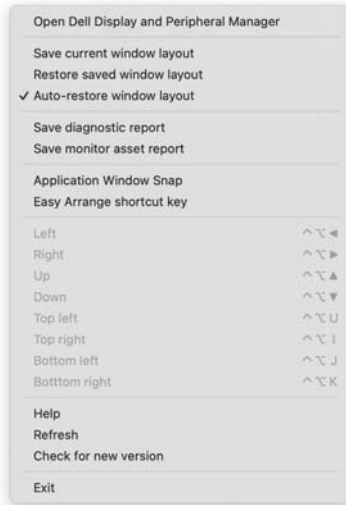 Open Dell Display and Peripheral Manager
Save current window layout
Restore saved window layout
✓ Auto-restore window layout
Save diagnostic report
Save monitor asset report
Application Window Snap
Easy Arrange shortcut key
Left ^⌥◀
Right ^⌥▶
Up ^⌥▲
Down ^⌥▼
Top left ^⌥U
Top right ^⌥I
Bottom left ^⌥J
Botttom right ^⌥K
Help
Refresh
Check for new version
Exit